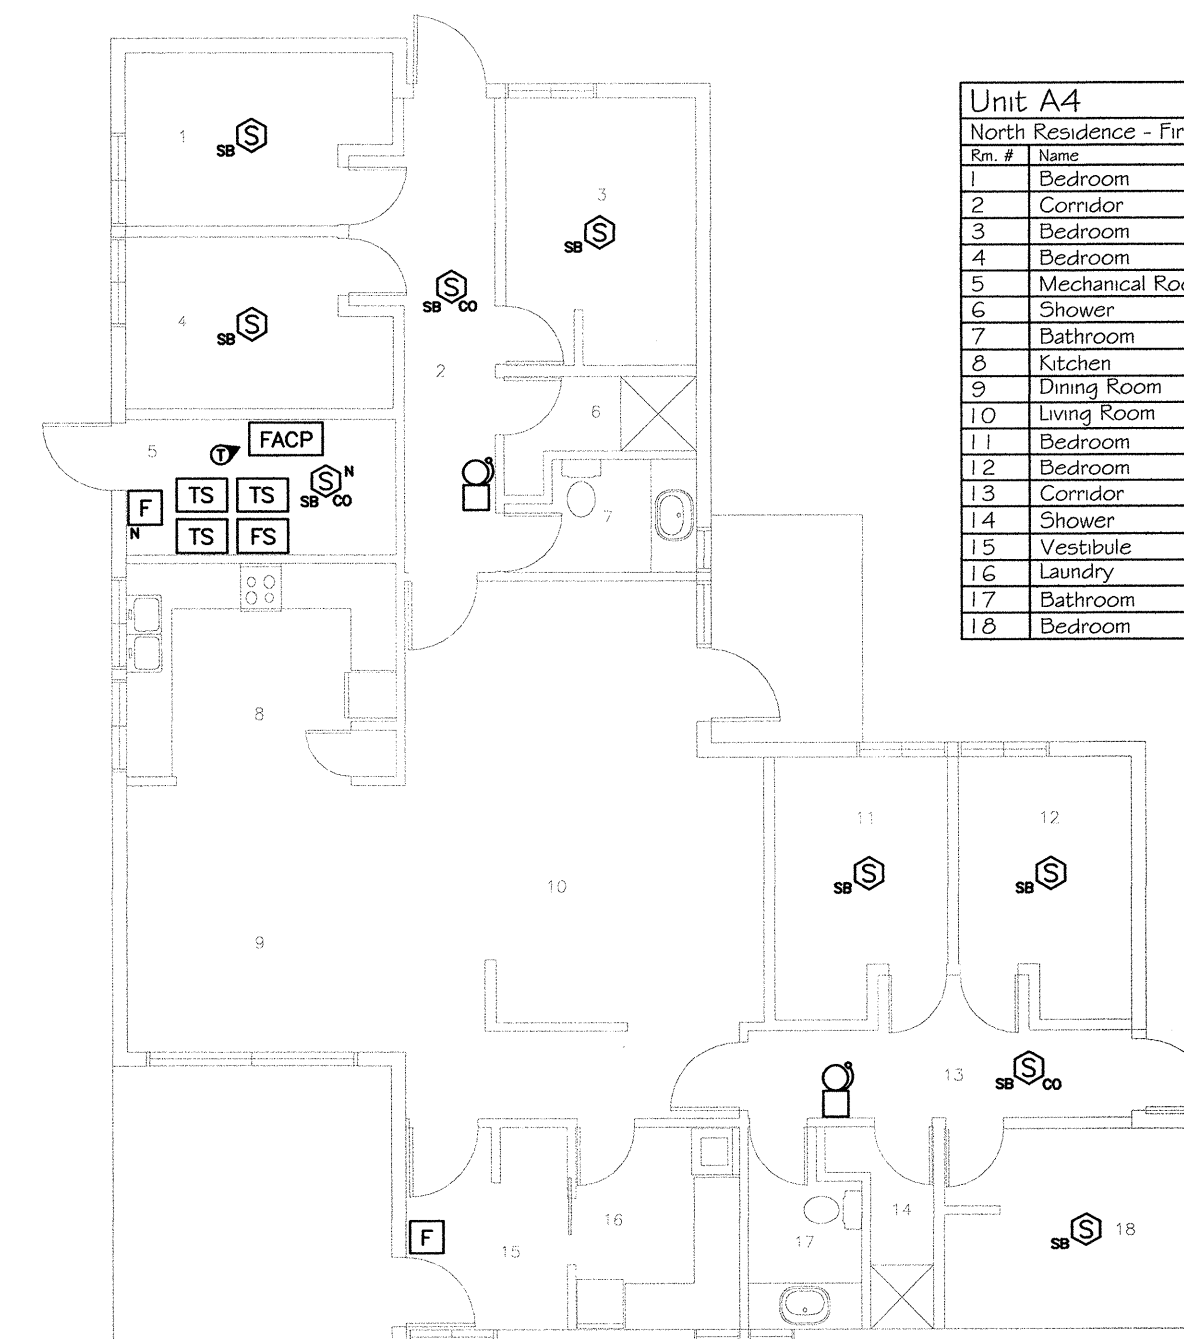 Unit A4
North Residence - Fir
Rm. # Name
1 Bedroom
2 Corridor
3 Bedroom
4 Bedroom
5 Mechanical Roo
6 Shower
7 Bathroom
8 Kitchen
9 Dining Room
10 Living Room
11 Bedroom
12 Bedroom
13 Corridor
14 Shower
15 Vestibule
16 Laundry
17 Bathroom
18 Bedroom
1
S
SB
3
S
SB
S
SB CO
4
S
SB
2
6
5
T
FACP
S N
SB CO
TS TS
F
N
TS FS
7
8
11
12
S
SB
S
SB
10
9
13
S
SB CO
14
16
18
S
SB
F
15
17